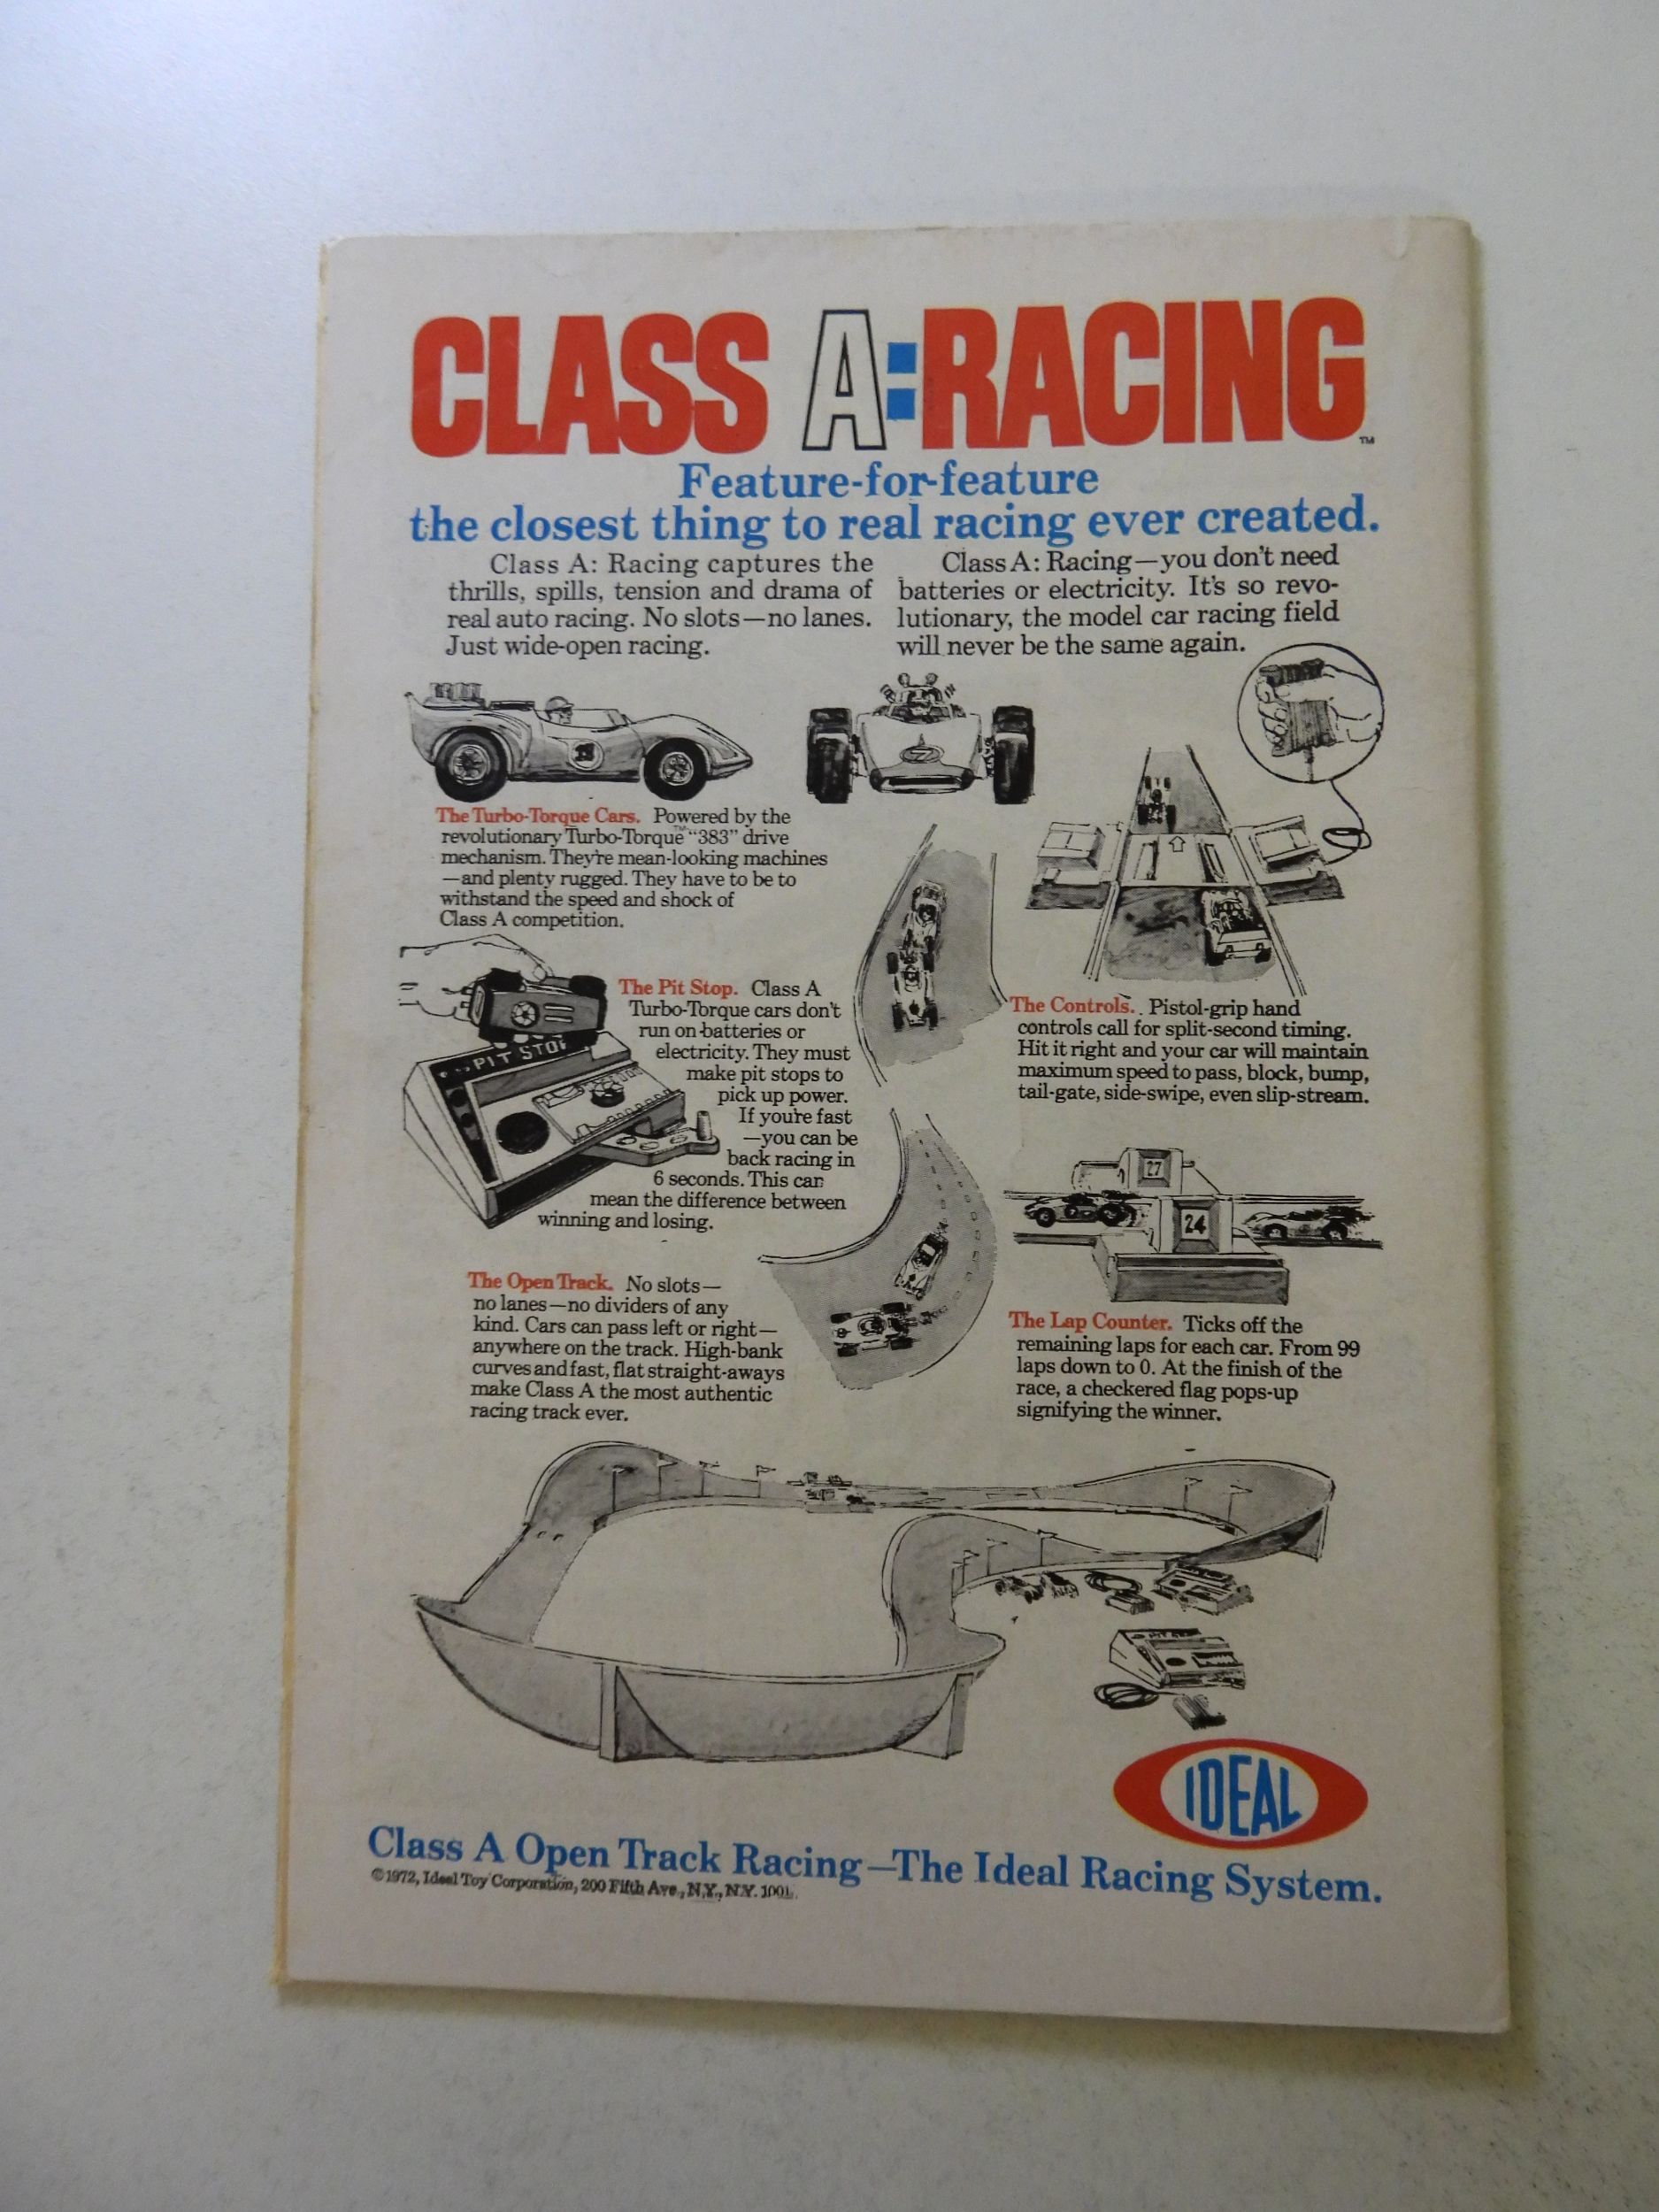 CLASS A:RACING™
Feature-for-feature
the closest thing to real racing ever created.
Class A: Racing captures the
thrills, spills, tension and drama of
real auto racing. No slots—no lanes.
Just wide-open racing.
Class A: Racing—you don't need
batteries or electricity. It's so revo-
lutionary, the model car racing field
will never be the same again.
The Turbo-Torque Cars. Powered by the
revolutionary Turbo-Torque™ "383" drive
mechanism. They're mean-looking machines
—and plenty rugged. They have to be to
withstand the speed and shock of
Class A competition.
PIT STOP
The Pit Stop. Class A
Turbo-Torque cars don't
run on batteries or
electricity. They must
make pit stops to
pick up power.
If you're fast
—you can be
back racing in
6 seconds. This can
mean the difference between
winning and losing.
The Controls. Pistol-grip hand
controls call for split-second timing.
Hit it right and your car will maintain
maximum speed to pass, block, bump,
tail-gate, side-swipe, even slip-stream.
27
24
The Open Track. No slots—
no lanes—no dividers of any
kind. Cars can pass left or right—
anywhere on the track. High-bank
curves and fast, flat straight-aways
make Class A the most authentic
racing track ever.
The Lap Counter. Ticks off the
remaining laps for each car. From 99
laps down to 0. At the finish of the
race, a checkered flag pops-up
signifying the winner.
IDEAL
Class A Open Track Racing—The Ideal Racing System.
©1972, Ideal Toy Corporation, 200 Fifth Ave., N.Y., N.Y.